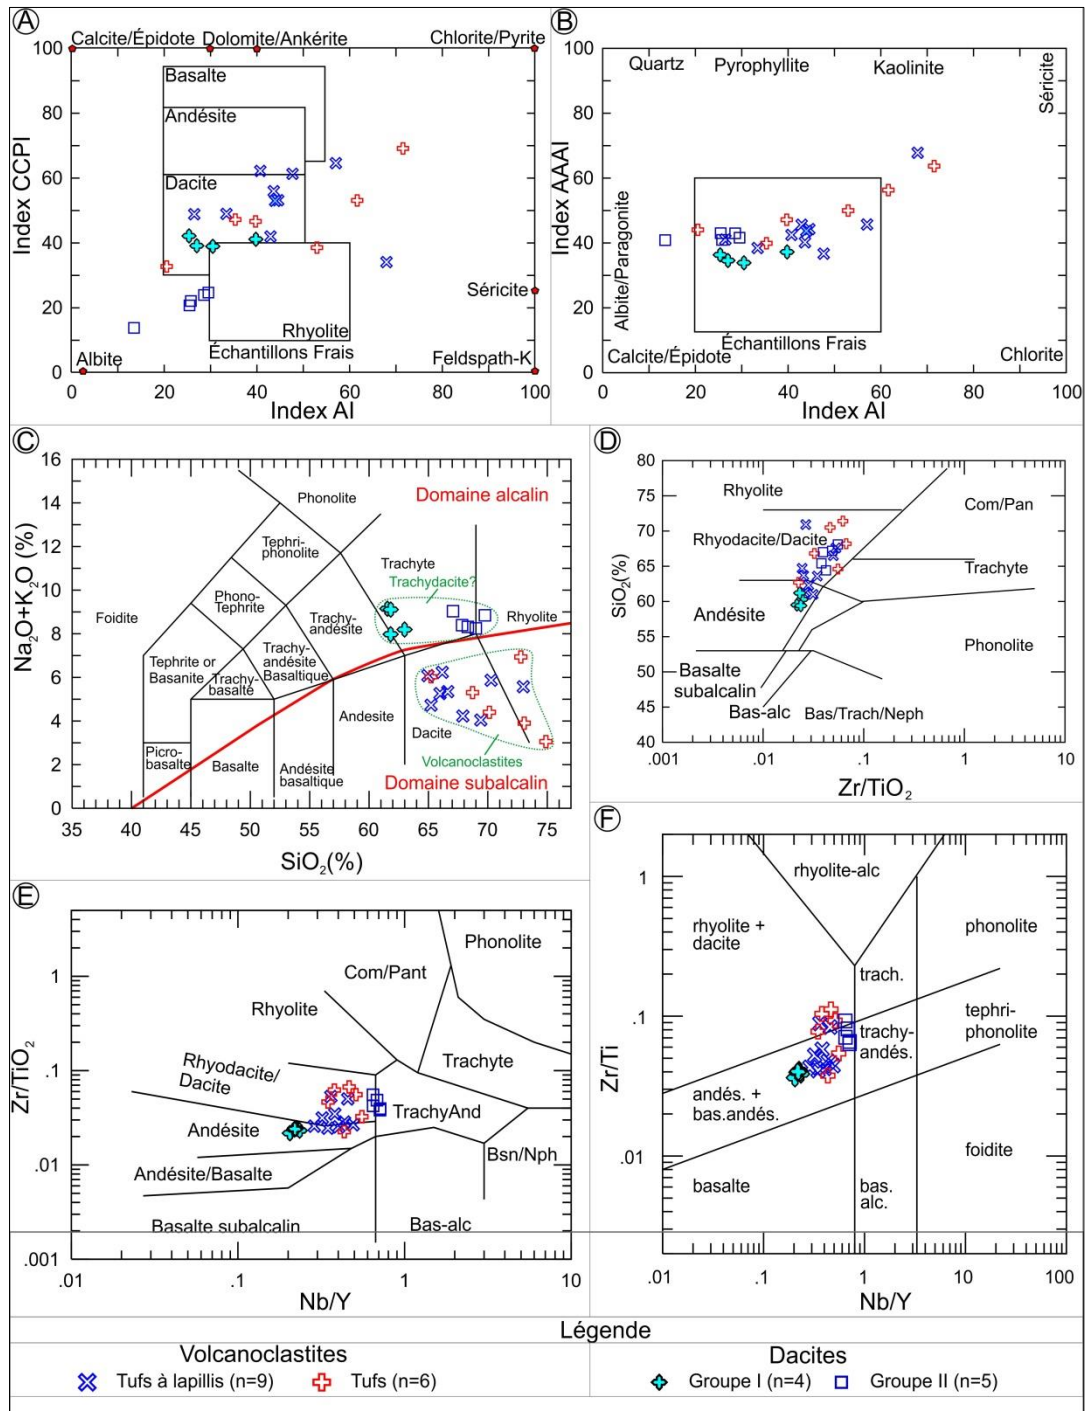 A
Calcite/Épidote Dolomite/Ankérite Chlorite/Pyrite
100
80
60
40
20
0
Index CCPI
Basalte
Andésite
Dacite
Séricite
Rhyolite
Albite
Échantillons Frais
Feldspath-K
0 20 40 60 80 100
Index AI
B
100
80
60
40
20
0
Index AAAI
Quartz Pyrophyllite Kaolinite
Séricite
Albite/Paragonite
Échantillons Frais
Calcite/Épidote
Chlorite
0 20 40 60 80 100
Index AI
C
16
14
12
10
8
6
4
2
0
Na2O+K2O (%)
Phonolite
Domaine alcalin
Tephri-
phonolite
Trachyte
Trachydacite?
Foidite
Phono-
Tephrite
Trachy-
andésite
Rhyolite
Tephrite or
Basanite
Trachy-
basalte
Trachy-
andésite
Basaltique
Andesite
Dacite
Volcanoclastites
Picro-
basalte
Basalte
Andésite
basaltique
Domaine subalcalin
35 40 45 50 55 60 65 70 75
SiO2(%)
D
80
75
70
65
60
55
50
45
40
SiO2(%)
Rhyolite
Com/Pan
Rhyodacite/Dacite
Trachyte
Andésite
Phonolite
Basalte
subalcalin
Bas-alc
Bas/Trach/Neph
.001 .01 .1 1 10
Zr/TiO2
E
1
.1
.01
.001
Zr/TiO2
Phonolite
Com/Pant
Rhyolite
Trachyte
Rhyodacite/
Dacite
TrachyAnd
Andésite
Bsn/Nph
Andésite/Basalte
Basalte subalcalin
Bas-alc
.01 .1 1 10
Nb/Y
F
1
.1
.01
Zr/Ti
rhyolite-alc
rhyolite +
dacite
phonolite
trach.
tephri-
phonolite
trachy-
andés.
andés. +
bas.andés.
foidite
basalte
bas.
alc.
.01 .1 1 10 100
Nb/Y
Légende
Volcanoclastites
Tufs à lapillis (n=9) Tufs (n=6)
Dacites
Groupe I (n=4) Groupe II (n=5)